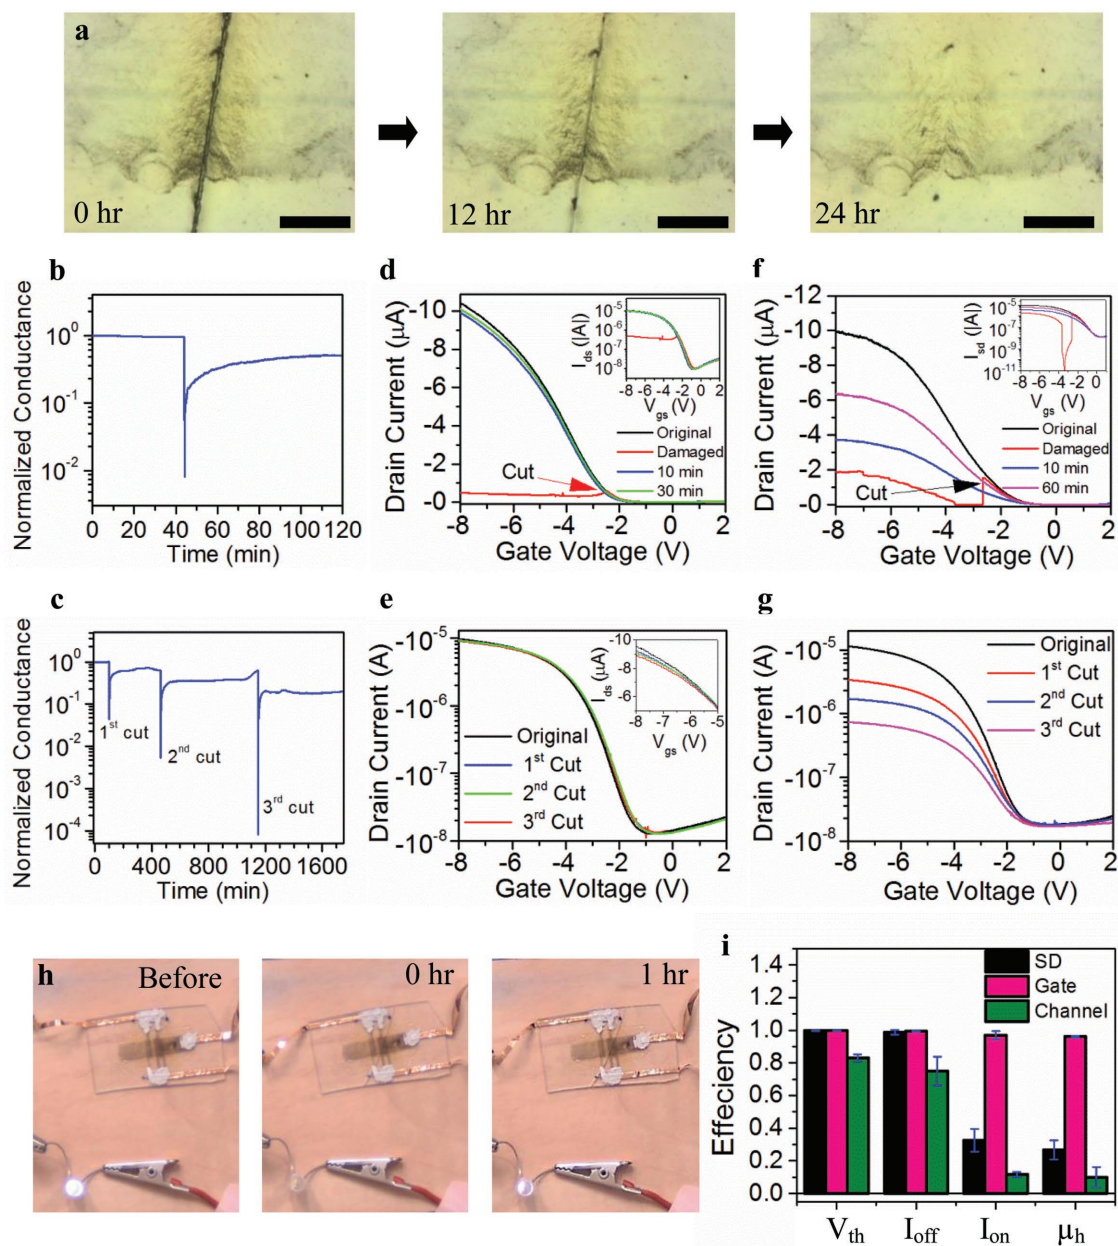 a
0 hr
12 hr
24 hr
b
Normalized Conductance
10⁰
10⁻¹
10⁻²
0 20 40 60 80 100 120
Time (min)
d
Drain Current (μA)
-10
-8
-6
-4
-2
-0
-8 -6 -4 -2 0 2
Gate Voltage (V)
Cut
Original
Damaged
10 min
30 min
I_ds (|A|)
10⁻⁵
10⁻⁶
10⁻⁷
10⁻⁸
-8 -6 -4 -2 0 2
V_gs (V)
f
Drain Current (μA)
-12
-10
-8
-6
-4
-2
0
-8 -6 -4 -2 0 2
Gate Voltage (V)
Cut
Original
Damaged
10 min
60 min
I_sd (|A|)
10⁻⁵
10⁻⁷
10⁻⁹
10⁻¹¹
-8 -6 -4 -2 0 2
V_gs (V)
c
Normalized Conductance
10⁰
10⁻¹
10⁻²
10⁻³
10⁻⁴
0 400 800 1200 1600
Time (min)
1st cut
2nd cut
3rd cut
e
Drain Current (A)
-10⁻⁵
-10⁻⁶
-10⁻⁷
-10⁻⁸
-8 -6 -4 -2 0 2
Gate Voltage (V)
Original
1st Cut
2nd Cut
3rd Cut
I_ds (μA)
-10
-8
-6
-8 -7 -6 -5
V_gs (V)
g
Drain Current (A)
-10⁻⁵
-10⁻⁶
-10⁻⁷
-10⁻⁸
-8 -6 -4 -2 0 2
Gate Voltage (V)
Original
1st Cut
2nd Cut
3rd Cut
h
Before
0 hr
1 hr
i
Effeciency
1.4
1.2
1.0
0.8
0.6
0.4
0.2
0.0
SD
Gate
Channel
V_th I_off I_on μ_h